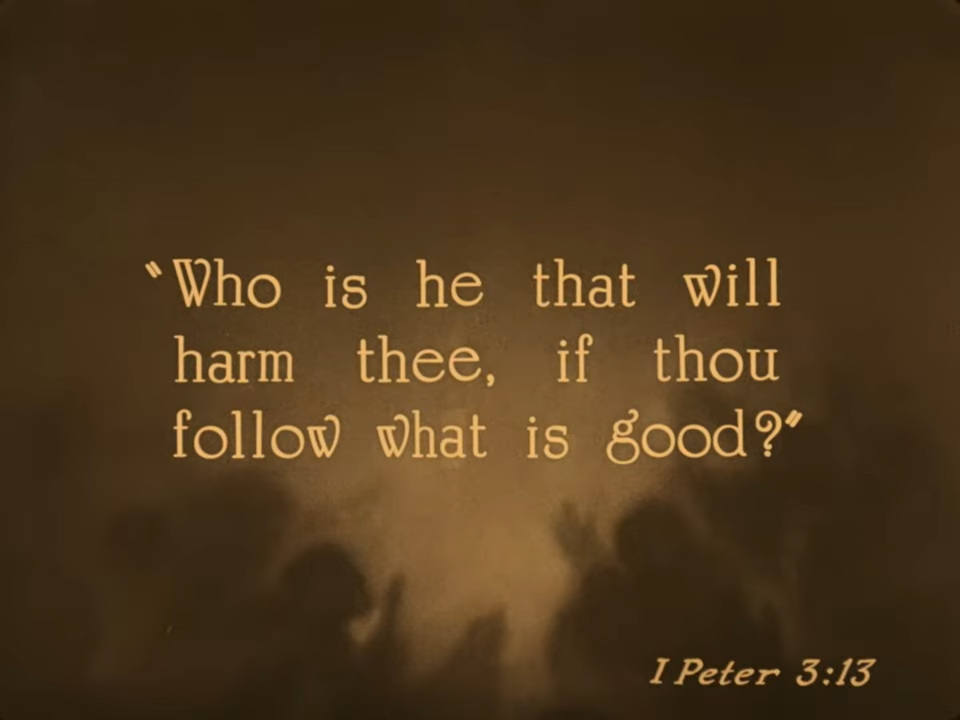 "Who is he that will
harm thee, if thou
follow what is good?"
I Peter 3:13